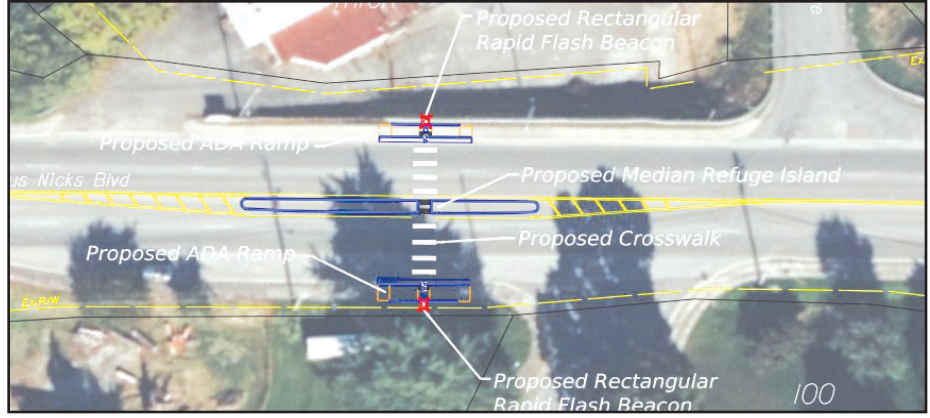 Proposed Rectangular
Rapid Flash Beacon
Proposed ADA Ramp
us Nicks Blvd
Proposed Median Refuge Island
Proposed Crosswalk
Proposed ADA Ramp
Ex.R/W
Proposed Rectangular
Rapid Flash Beacon
100